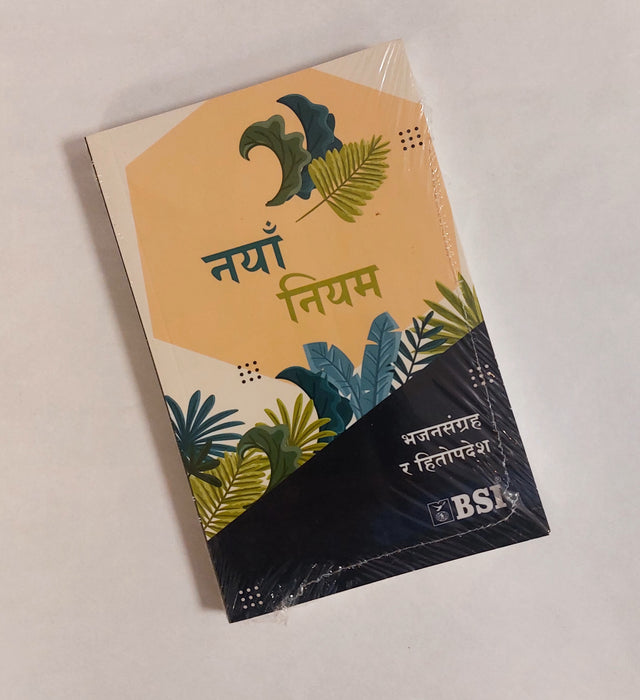 नयाँ
नियम
भजनसंग्रह
र हितोपदेश
BSI